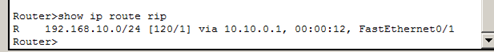 Router>show ip route rip
R    192.168.10.0/24 [120/1] via 10.10.0.1, 00:00:12, FastEthernet0/1
Router>